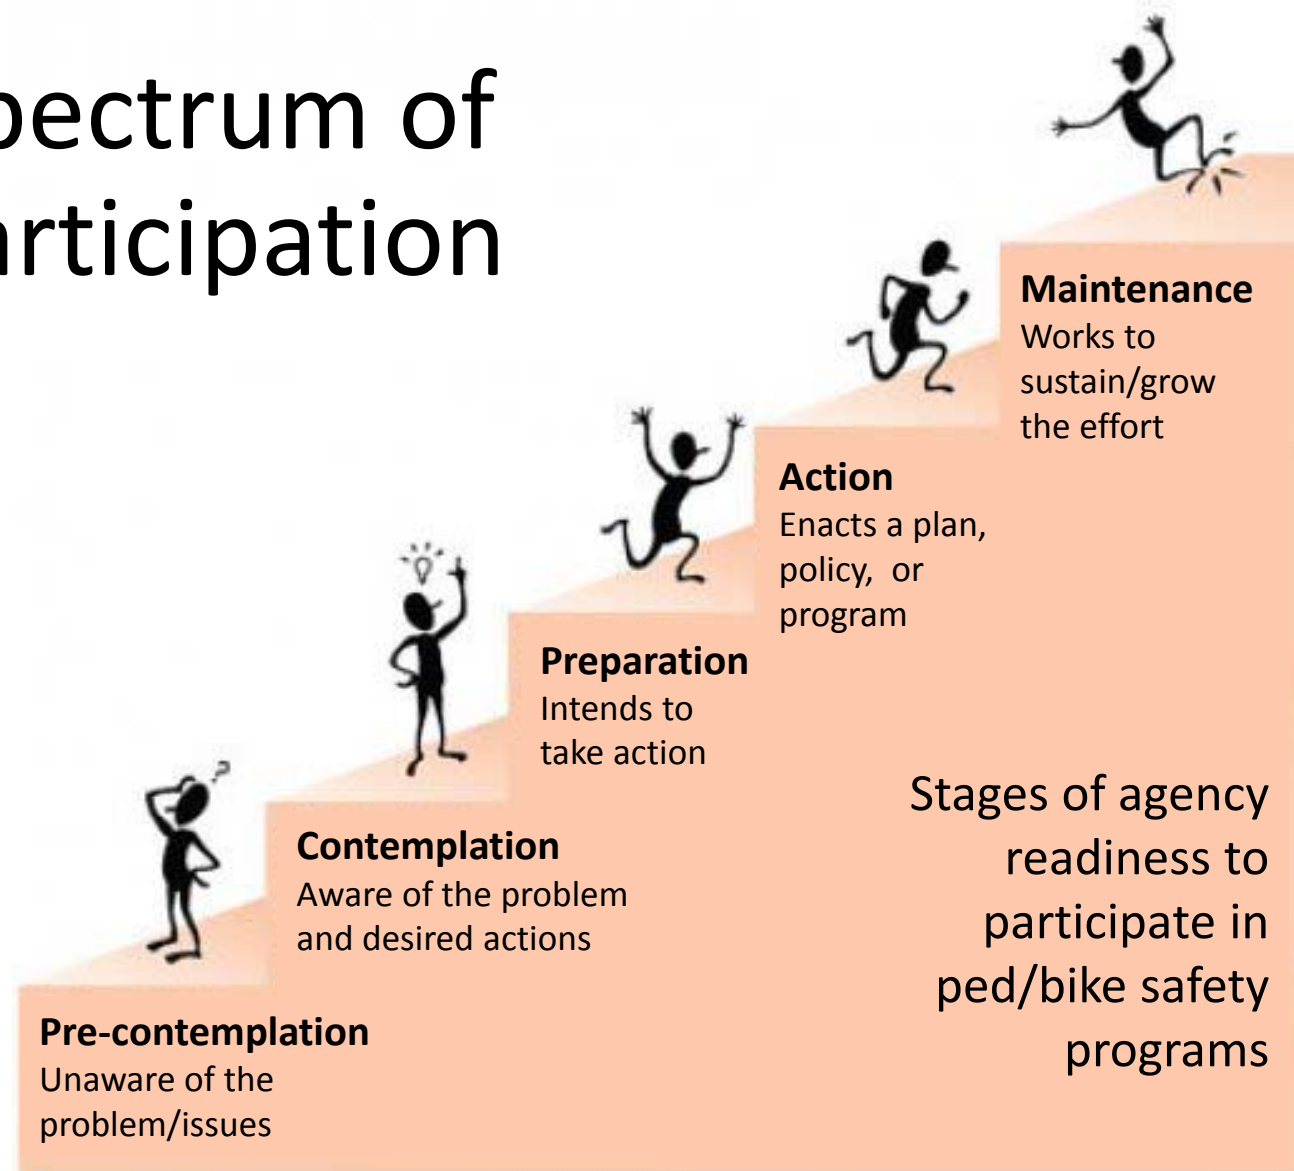 pectrum of
articipation
Maintenance
Works to
sustain/grow
the effort
Action
Enacts a plan,
policy, or
program
Preparation
Intends to
take action
Contemplation
Aware of the problem
and desired actions
Pre-contemplation
Unaware of the
problem/issues
Stages of agency
readiness to
participate in
ped/bike safety
programs
?